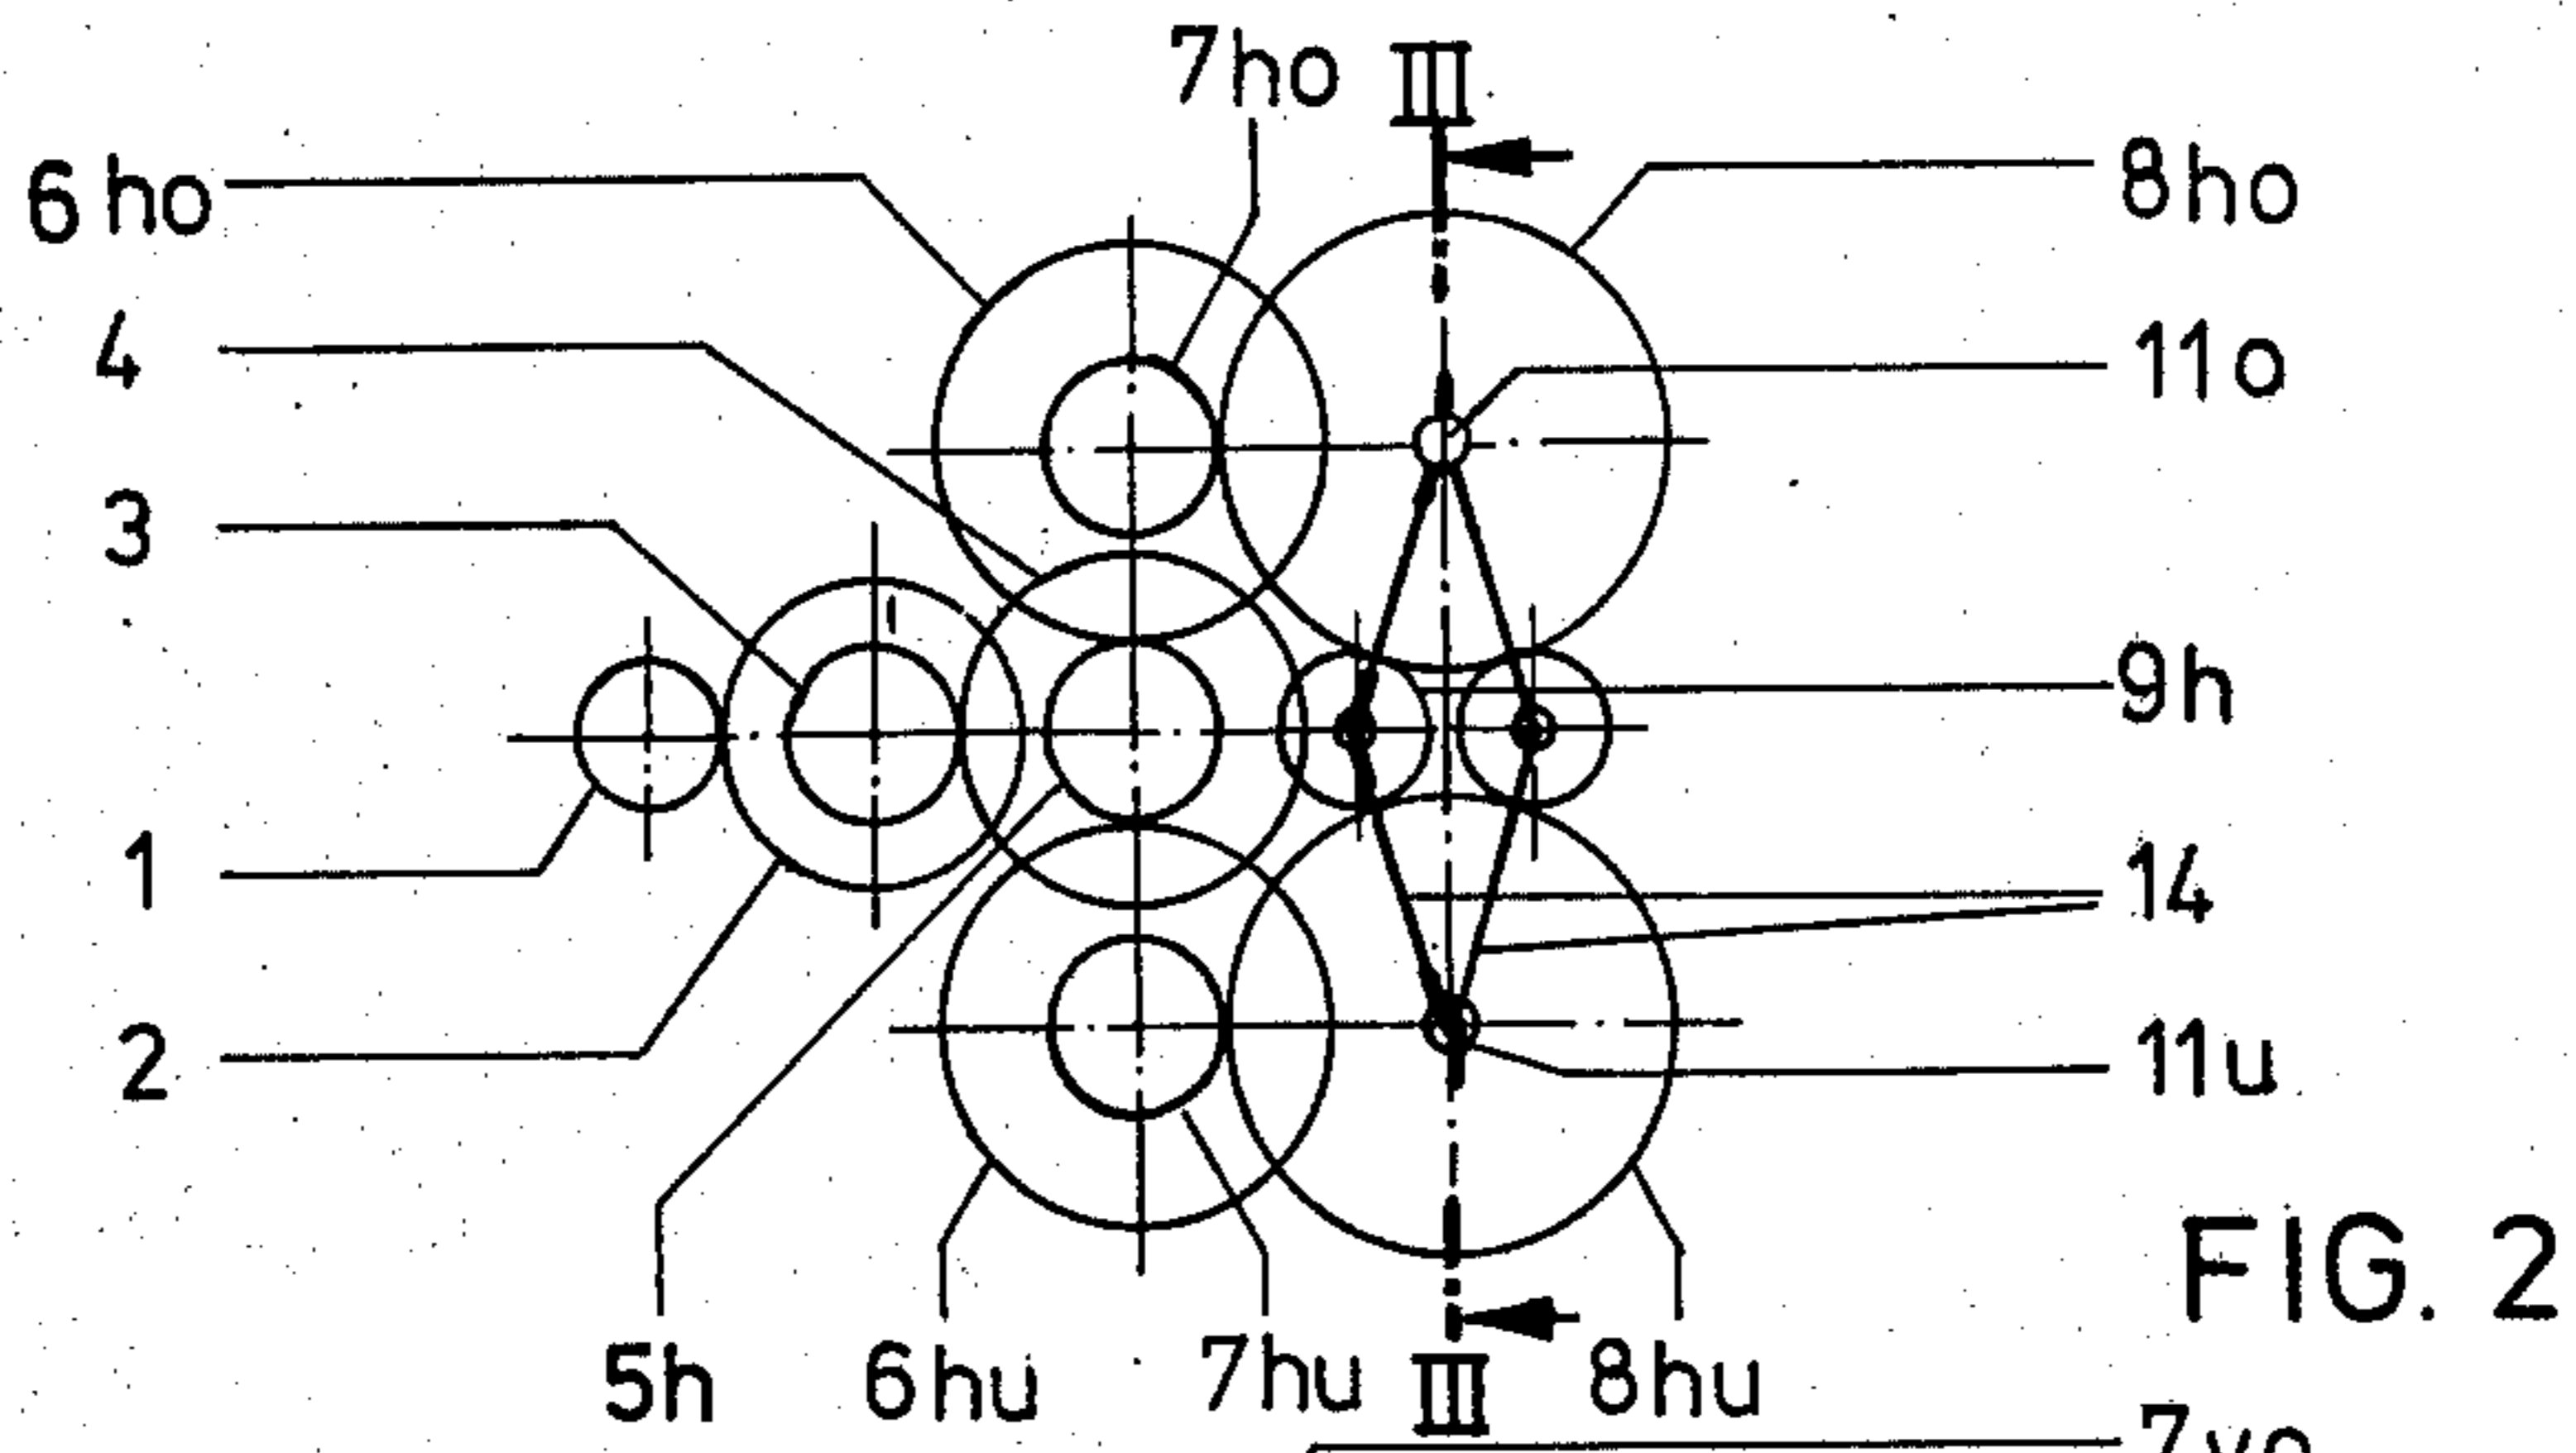 7ho III
6ho 8ho
4 11o
3 9h
1 14
2 11u
FIG. 2
5h 6hu 7hu III 8hu